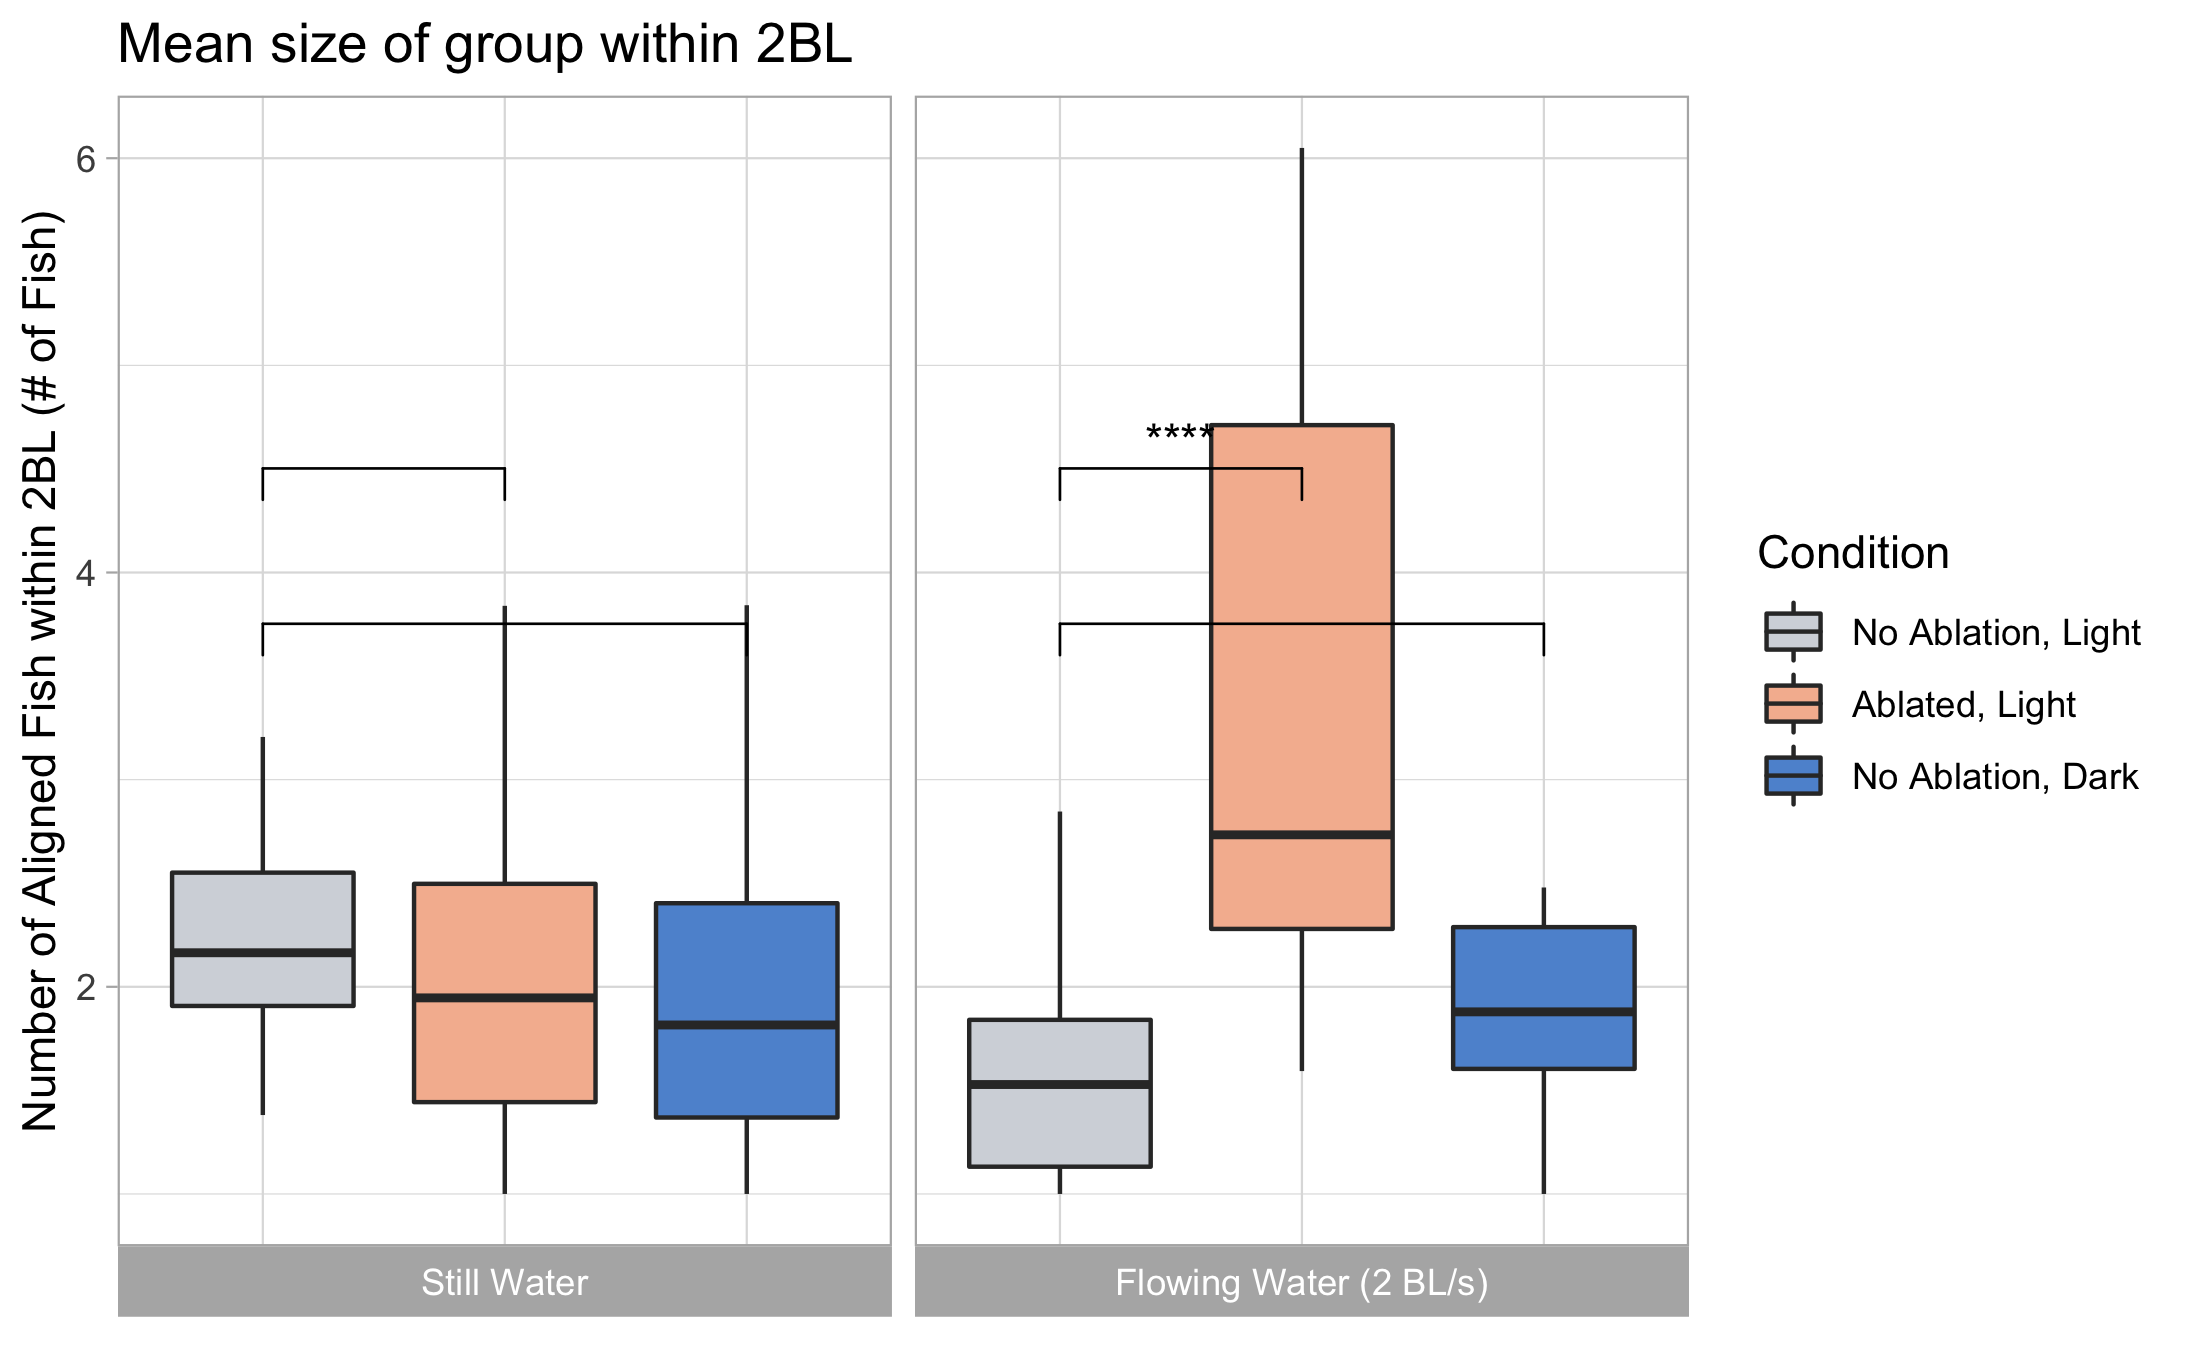 Mean size of group within 2BL
Number of Aligned Fish within 2BL (# of Fish)
6
4
2
****
Still Water
Flowing Water (2 BL/s)
Condition
No Ablation, Light
Ablated, Light
No Ablation, Dark